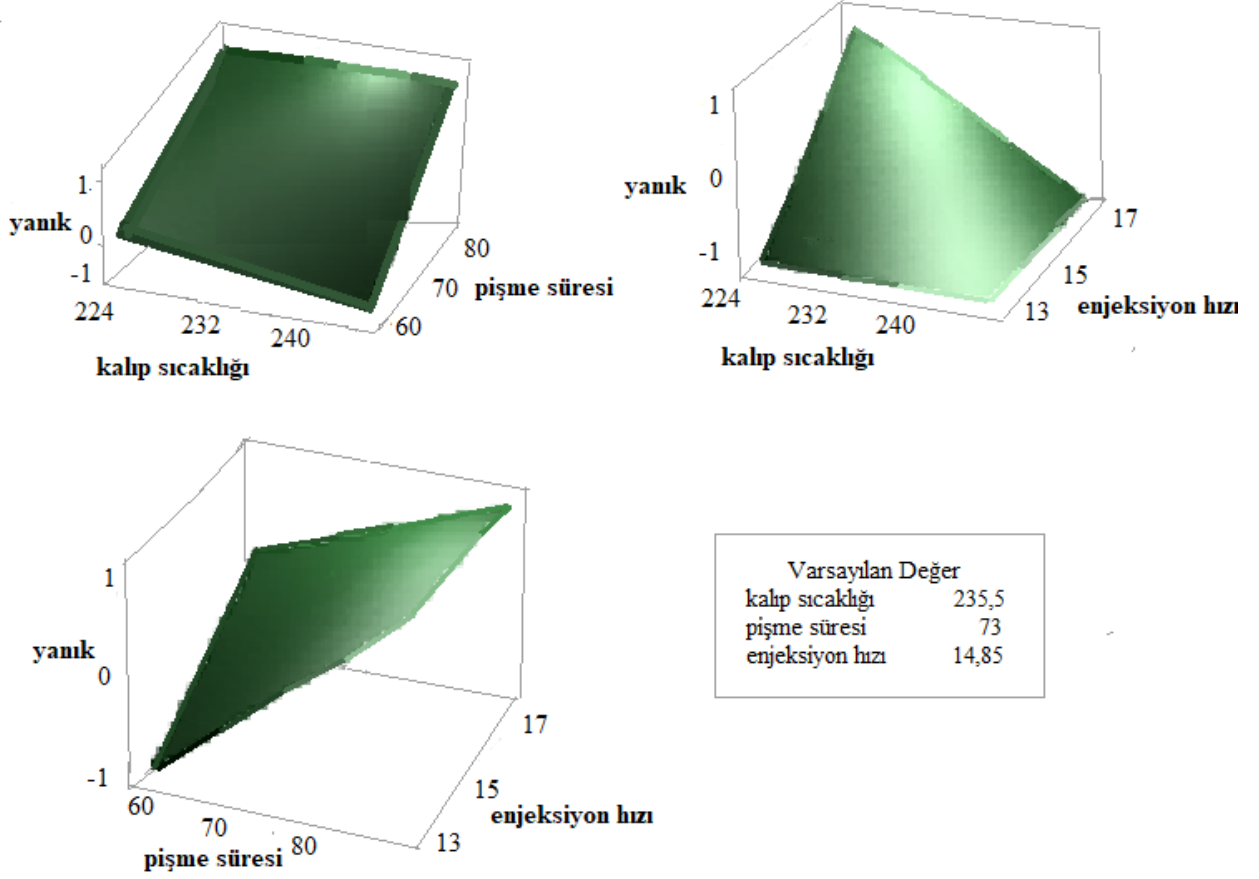 1
yanık 0
-1
224
232
240
kalıp sıcaklığı
80
70 pişme süresi
60
1
yanık 0
-1
224
232
240
kalıp sıcaklığı
17
15
enjeksiyon hızı
13
1
yanık
0
-1
60
70
80
pişme süresi
17
15
enjeksiyon hızı
13
Varsayılan Değer
kalıp sıcaklığı 235,5
pişme süresi 73
enjeksiyon hızı 14,85